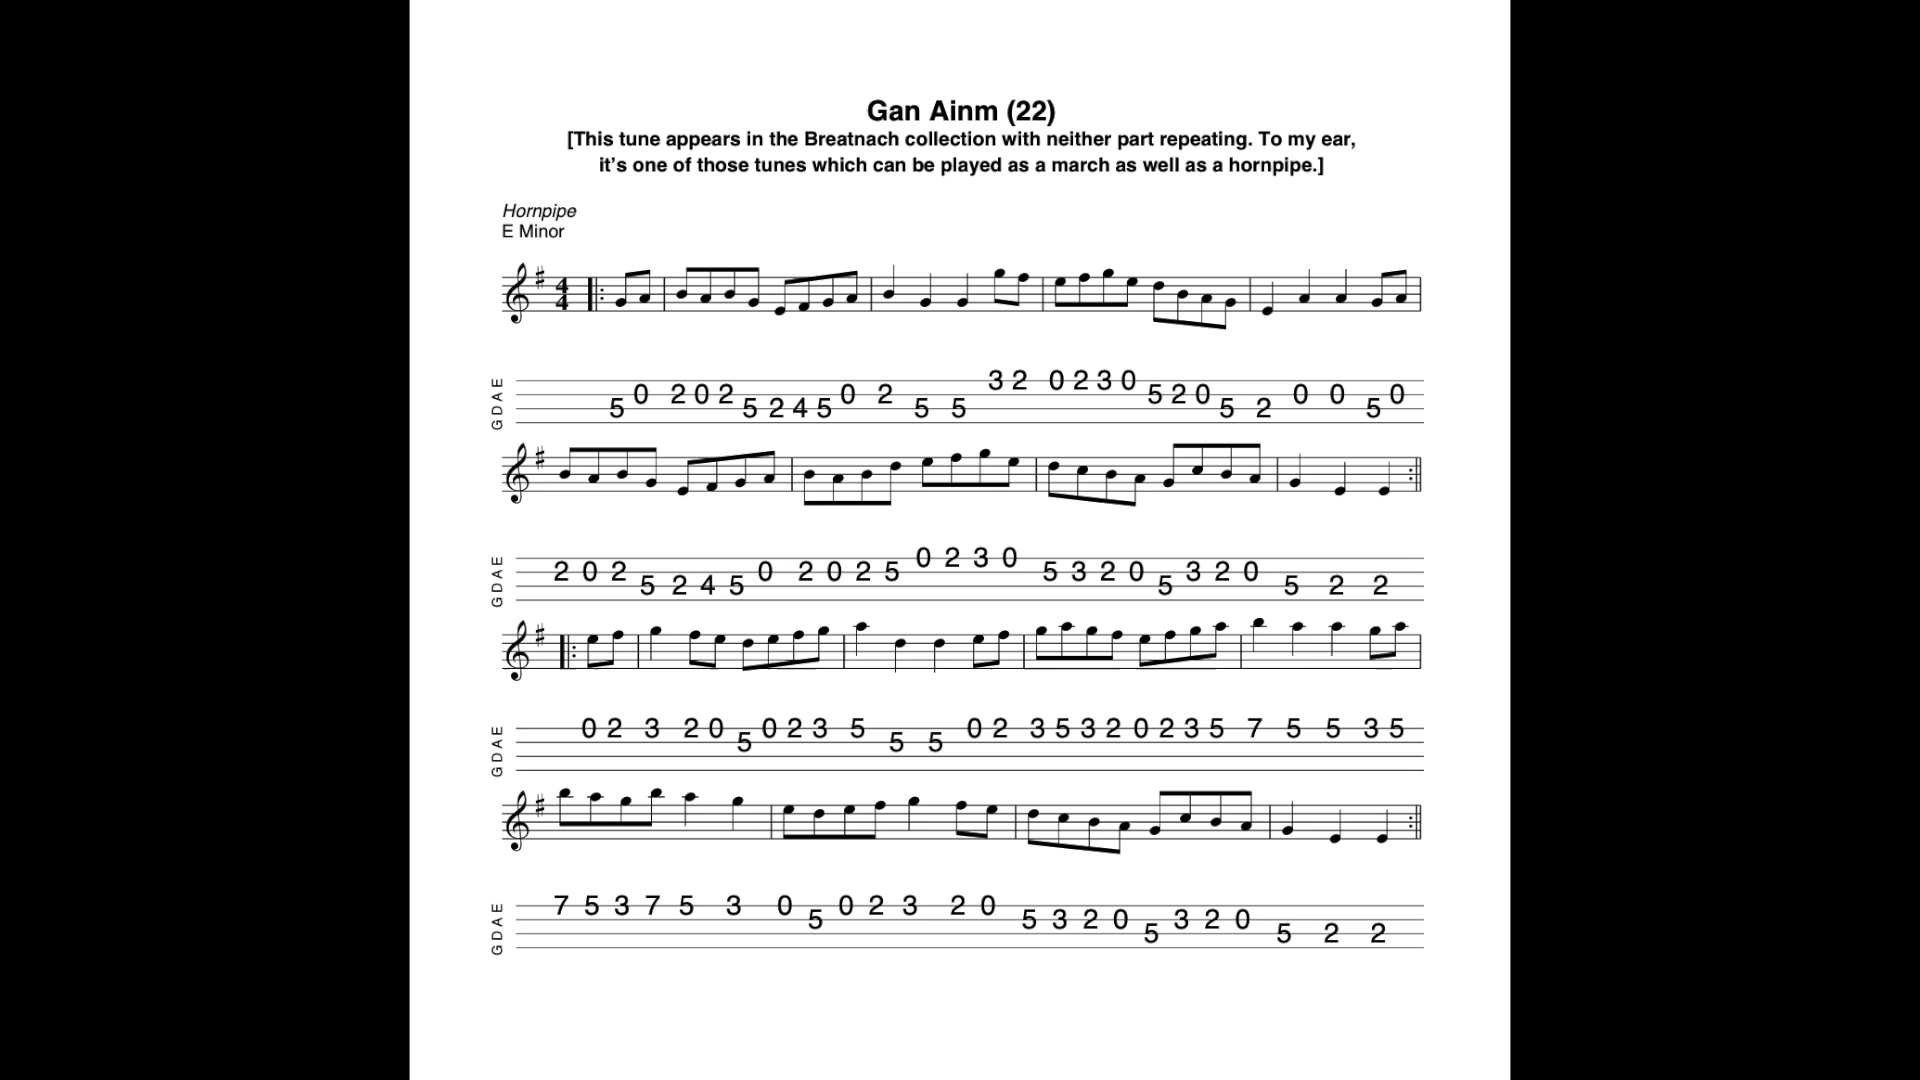 Gan Ainm (22)
[This tune appears in the Breatnach collection with neither part repeating. To my ear,
it’s one of those tunes which can be played as a march as well as a hornpipe.]
Hornpipe
E Minor
4
4
G D A E
5 0 2 0 2 5 2 4 5 0 2 5 5 3 2 0 2 3 0 5 2 0 5 2 0 0 5 0
G D A E
2 0 2 5 2 4 5 0 2 0 2 5 0 2 3 0 5 3 2 0 5 3 2 0 5 2 2
G D A E
0 2 3 2 0 5 0 2 3 5 5 5 0 2 3 5 3 2 0 2 3 5 7 5 5 3 5
G D A E
7 5 3 7 5 3 0 5 0 2 3 2 0 5 3 2 0 5 3 2 0 5 2 2